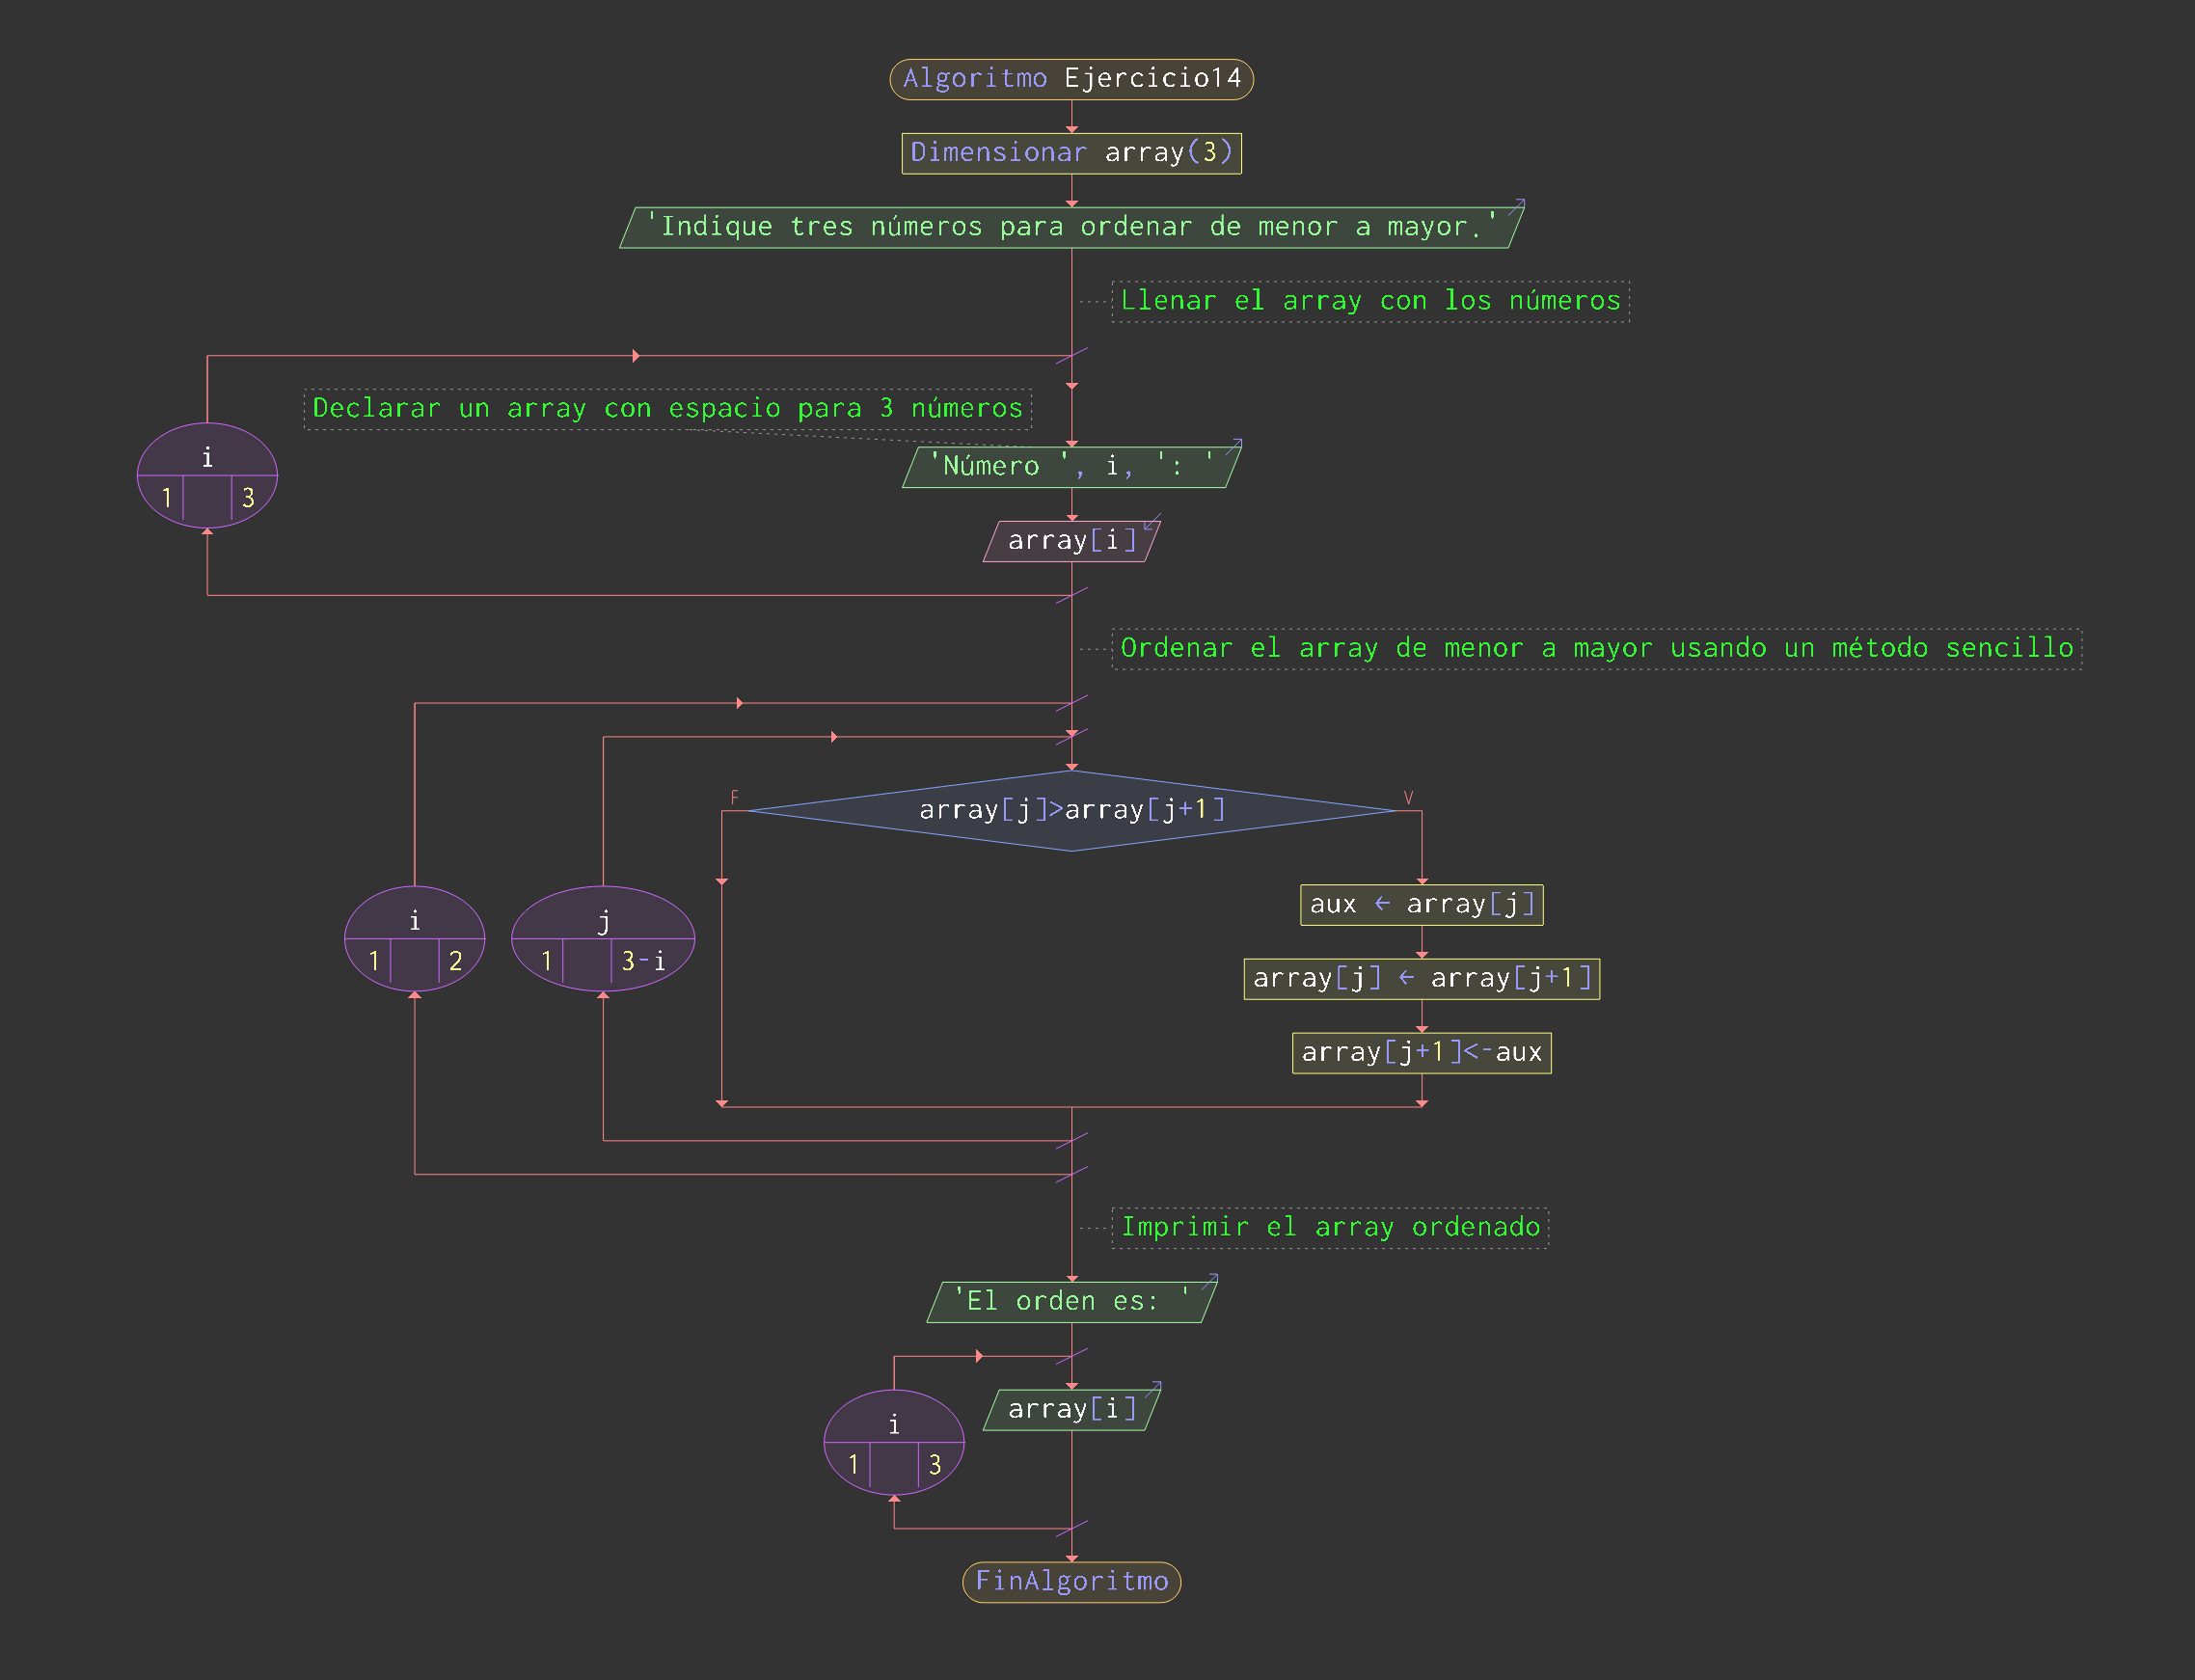 Algoritmo Ejercicio14
Dimensionar array(3)
'Indique tres números para ordenar de menor a mayor.'
Llenar el array con los números
Declarar un array con espacio para 3 números
i
1 3
'Número ', i, ': '
array[i]
Ordenar el array de menor a mayor usando un método sencillo
F
array[j]>array[j+1]
V
i
1 2
j
1 3-i
aux ← array[j]
array[j] ← array[j+1]
array[j+1]<-aux
Imprimir el array ordenado
'El orden es: '
array[i]
i
1 3
FinAlgoritmo